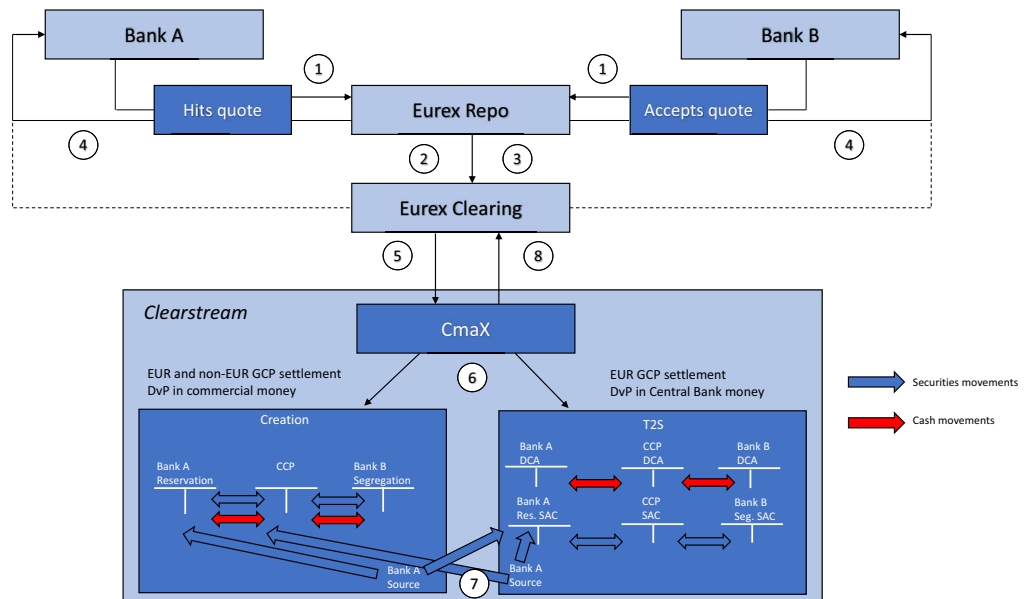 Bank A
Bank B
1
1
Hits quote
Eurex Repo
Accepts quote
4
2
3
4
Eurex Clearing
5
8
Clearstream
CmaX
6
EUR and non-EUR GCP settlement
DvP in commercial money
EUR GCP settlement
DvP in Central Bank money
Securities movements
Cash movements
Creation
Bank A
Reservation
CCP
Bank B
Segregation
T2S
Bank A
DCA
CCP
DCA
Bank B
DCA
Bank A
Res. SAC
CCP
SAC
Bank B
Seg. SAC
Bank A
Source
7
Bank A
Source